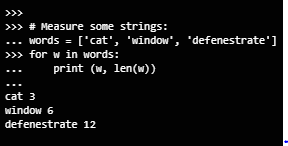 >>>
>>> # Measure some strings:
... words = ['cat', 'window', 'defenestrate']
>>> for w in words:
...     print (w, len(w))
...
cat 3
window 6
defenestrate 12